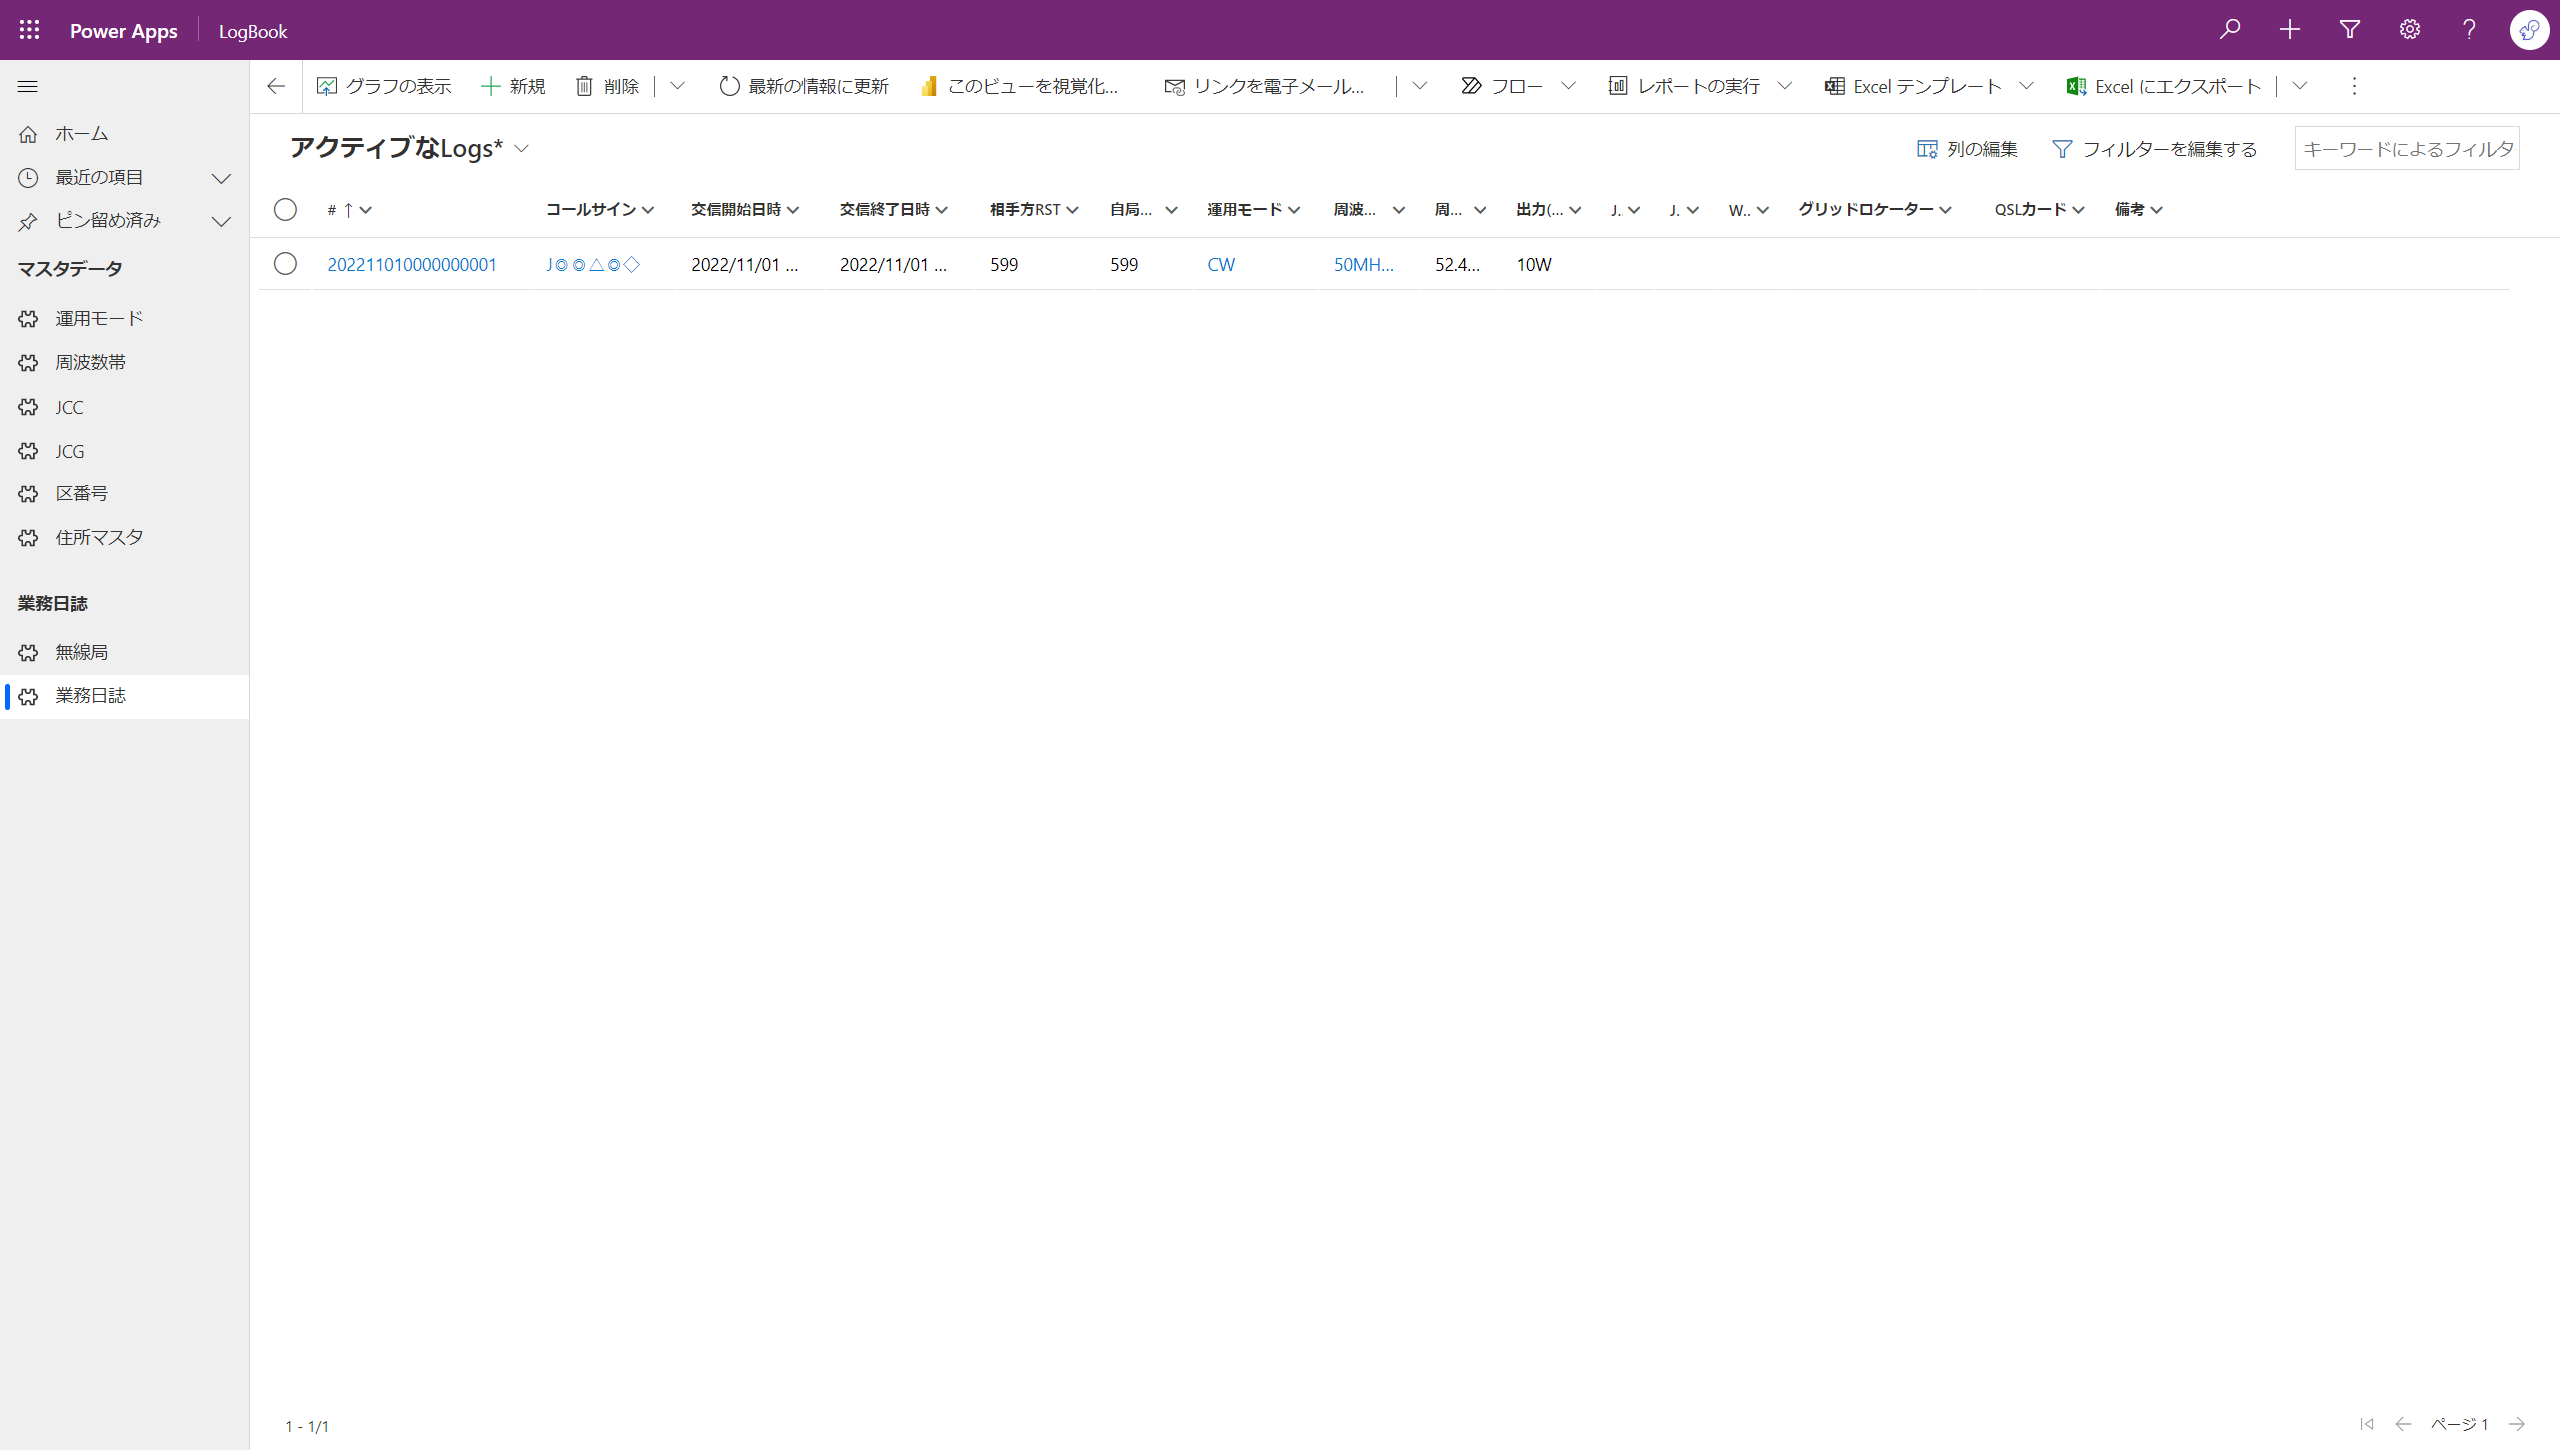 Power Apps
LogBook
グラフの表示
新規
削除
最新の情報に更新
このビューを視覚化...
リンクを電子メール...
フロー
レポートの実行
Excel テンプレート
Excel にエクスポート
ホーム
最近の項目
ピン留め済み
マスタデータ
運用モード
周波数帯
JCC
JCG
区番号
住所マスタ
業務日誌
無線局
業務日誌
アクティブなLogs*
列の編集
フィルターを編集する
キーワードによるフィルタ
# ↑ コールサイン 交信開始日時 交信終了日時 相手方RST 自局... 運用モード 周波... 周... 出力(... J.. J. W.. グリッドロケーター QSLカード 備考
202211010000000001 J◎◎△◎◇ 2022/11/01 ... 2022/11/01 ... 599 599 CW 50MH... 52.4... 10W
1 - 1/1
ページ 1